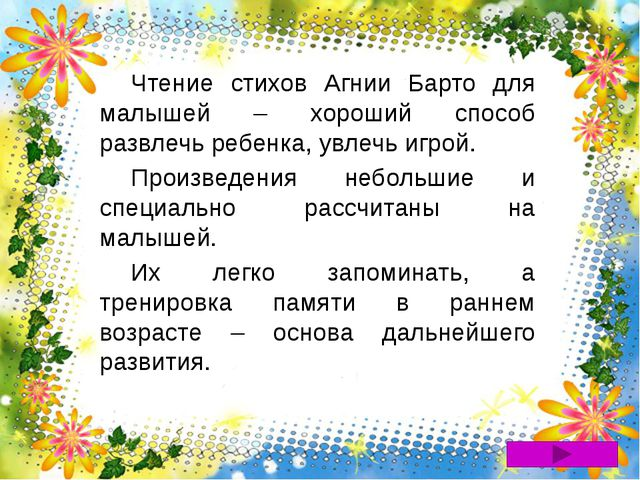 Чтение стихов Агнии Барто для
малышей – хороший способ
развлечь ребенка, увлечь игрой.
Произведения небольшие и
специально рассчитаны на
малышей.
Их легко запоминать, а
тренировка памяти в раннем
возрасте – основа дальнейшего
развития.